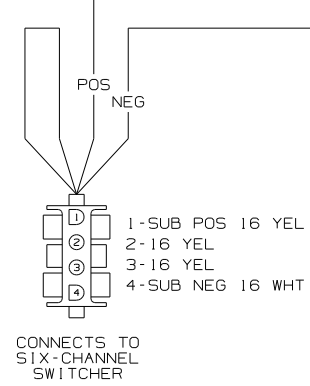 POS
NEG
1
2
3
4
1-SUB POS 16 YEL
2-16 YEL
3-16 YEL
4-SUB NEG 16 WHT
CONNECTS TO
SIX-CHANNEL
SWITCHER